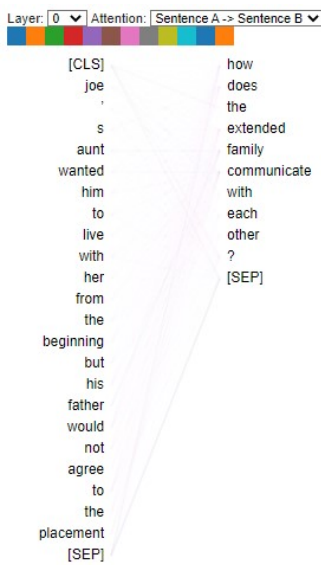 Layer: 0 Attention: Sentence A -> Sentence B
[CLS]
joe
'
s
aunt
wanted
him
to
live
with
her
from
the
beginning
but
his
father
would
not
agree
to
the
placement
[SEP]
how
does
the
extended
family
communicate
with
each
other
?
[SEP]